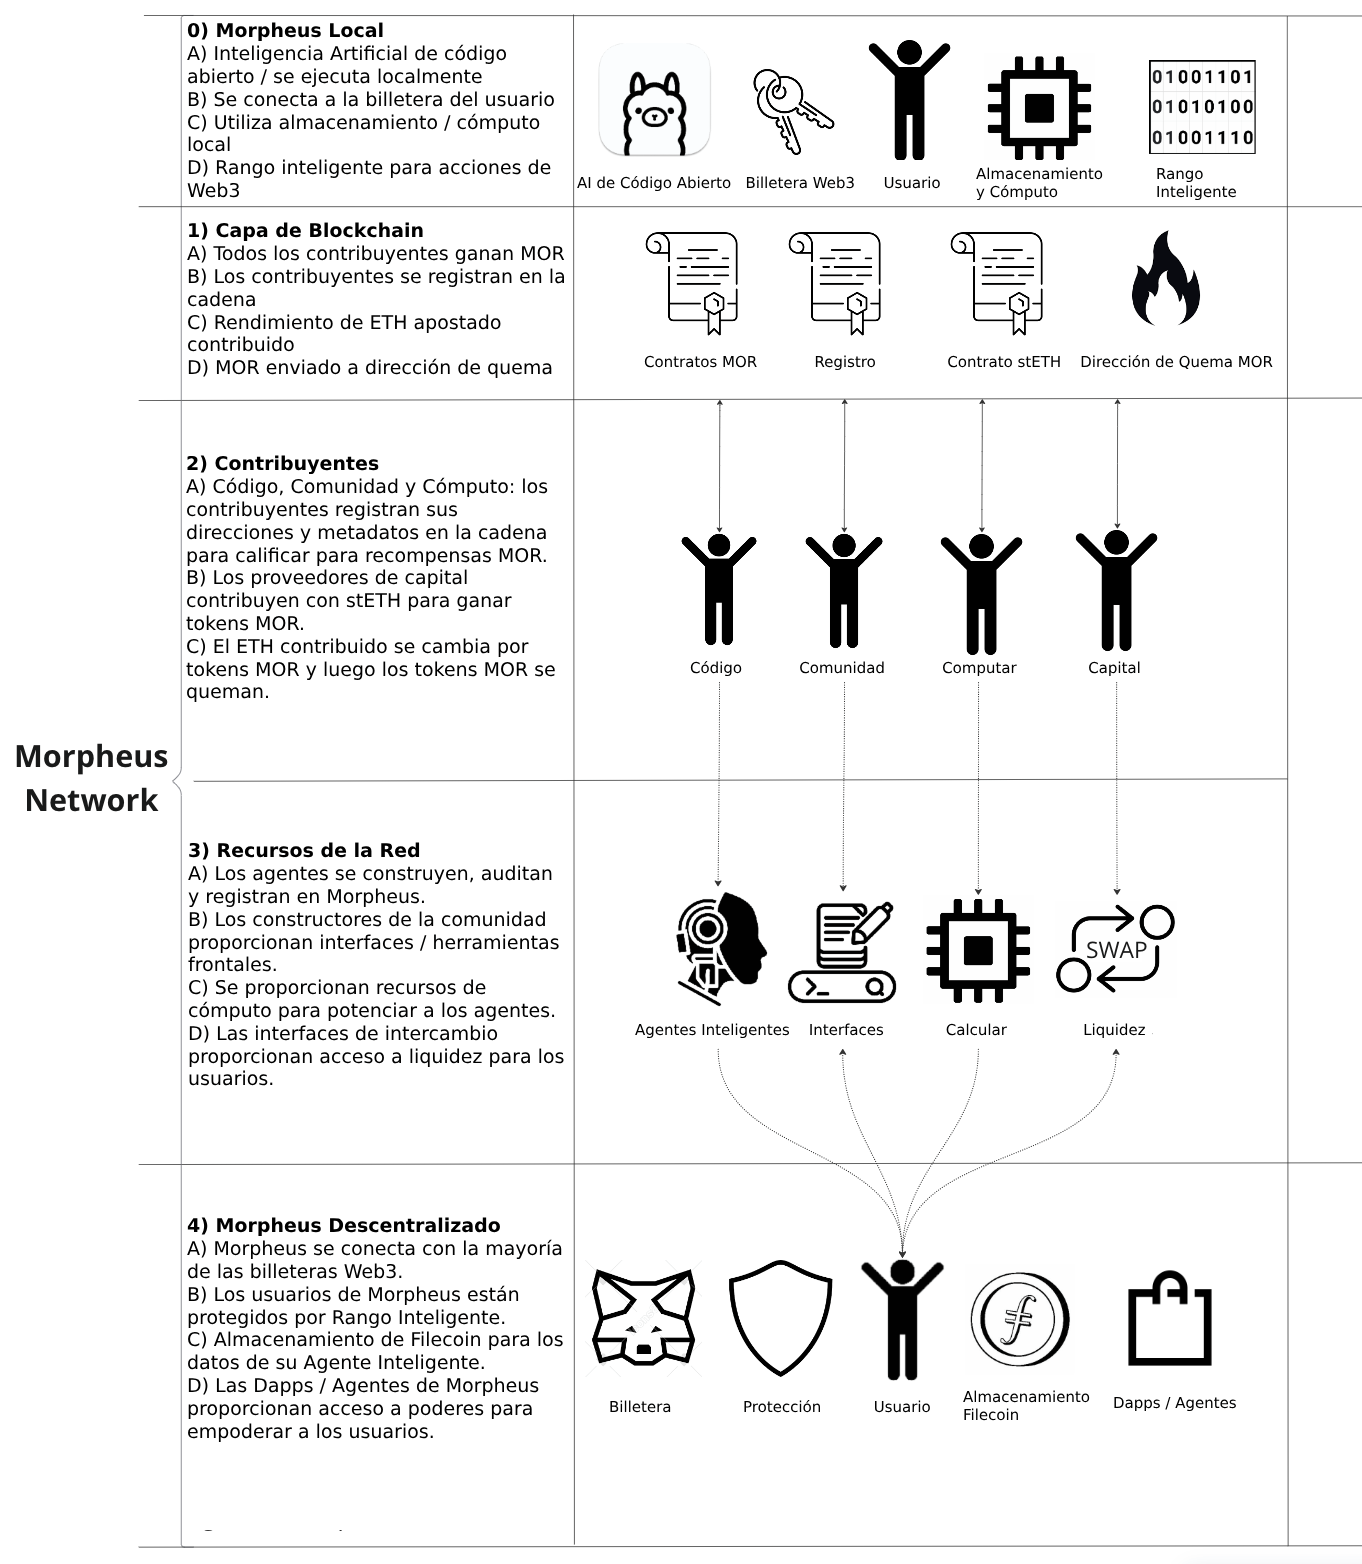 0) Morpheus Local
A) Inteligencia Artificial de código
abierto / se ejecuta localmente
B) Se conecta a la billetera del usuario
C) Utiliza almacenamiento / cómputo
local
D) Rango inteligente para acciones de
Web3
AI de Código Abierto
Billetera Web3
Usuario
Almacenamiento
y Cómputo
01001101
01010100
01001110
Rango
Inteligente
1) Capa de Blockchain
A) Todos los contribuyentes ganan MOR
B) Los contribuyentes se registran en la
cadena
C) Rendimiento de ETH apostado
contribuido
D) MOR enviado a dirección de quema
Contratos MOR
Registro
Contrato stETH
Dirección de Quema MOR
2) Contribuyentes
A) Código, Comunidad y Cómputo: los
contribuyentes registran sus
direcciones y metadatos en la cadena
para calificar para recompensas MOR.
B) Los proveedores de capital
contribuyen con stETH para ganar
tokens MOR.
C) El ETH contribuido se cambia por
tokens MOR y luego los tokens MOR se
queman.
Código
Comunidad
Computar
Capital
Morpheus
Network
3) Recursos de la Red
A) Los agentes se construyen, auditan
y registran en Morpheus.
B) Los constructores de la comunidad
proporcionan interfaces / herramientas
frontales.
C) Se proporcionan recursos de
cómputo para potenciar a los agentes.
D) Las interfaces de intercambio
proporcionan acceso a liquidez para los
usuarios.
SWAP
Agentes Inteligentes
Interfaces
Calcular
Liquidez
4) Morpheus Descentralizado
A) Morpheus se conecta con la mayoría
de las billeteras Web3.
B) Los usuarios de Morpheus están
protegidos por Rango Inteligente.
C) Almacenamiento de Filecoin para los
datos de su Agente Inteligente.
D) Las Dapps / Agentes de Morpheus
proporcionan acceso a poderes para
empoderar a los usuarios.
Billetera
Protección
Usuario
Almacenamiento
Filecoin
Dapps / Agentes